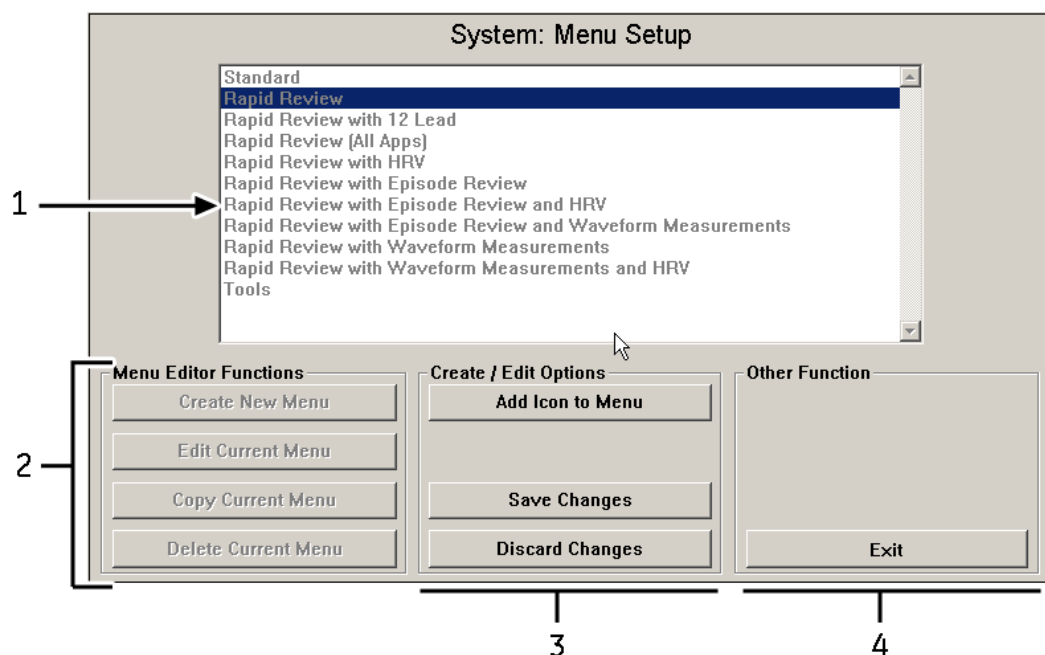 System: Menu Setup
Standard
Rapid Review
Rapid Review with 12 Lead
Rapid Review (All Apps)
Rapid Review with HRV
Rapid Review with Episode Review
1
Rapid Review with Episode Review and HRV
Rapid Review with Episode Review and Waveform Measurements
Rapid Review with Waveform Measurements
Rapid Review with Waveform Measurements and HRV
Tools
2
Menu Editor Functions
Create New Menu
Edit Current Menu
Copy Current Menu
Delete Current Menu
Create / Edit Options
Add Icon to Menu
Save Changes
Discard Changes
Other Function
Exit
3
4